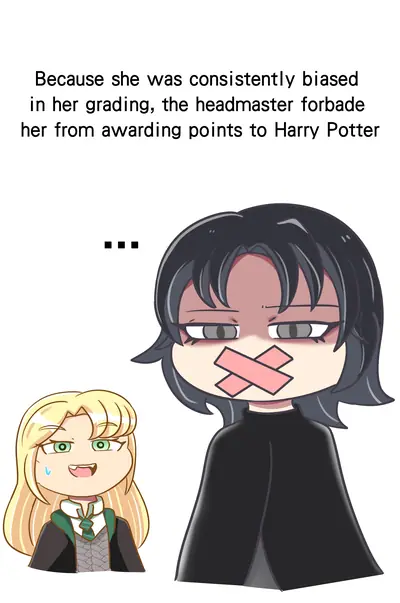 Because she was consistently biased
in her grading, the headmaster forbade
her from awarding points to Harry Potter
...